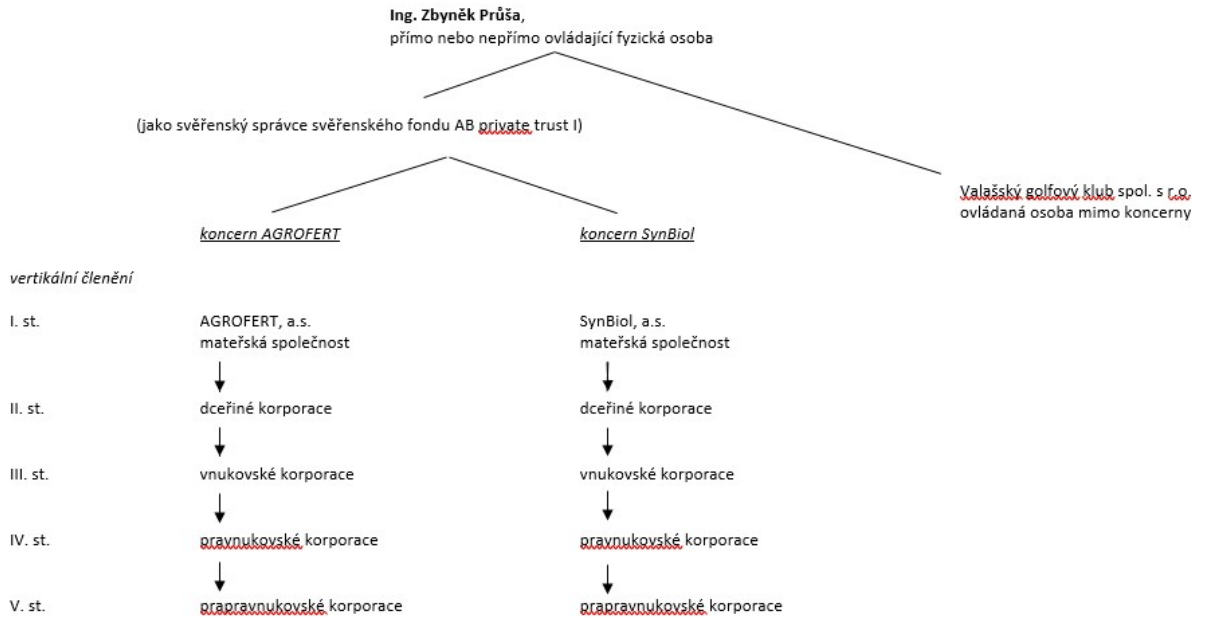 Ing. Zbyněk Průša,
přímo nebo nepřímo ovládající fyzická osoba
(jako svěřenský správce svěřenského fondu AB private trust I)
Valašský golfový klub spol. s r.o.
ovládaná osoba mimo koncerny
koncern AGROFERT
koncern SynBiol
vertikální členění
I. st.
AGROFERT, a.s.
mateřská společnost
SynBiol, a.s.
mateřská společnost
II. st.
dceřiné korporace
dceřiné korporace
III. st.
vnukovské korporace
vnukovské korporace
IV. st.
pravnukovské korporace
pravnukovské korporace
V. st.
prapravnukovské korporace
prapravnukovské korporace